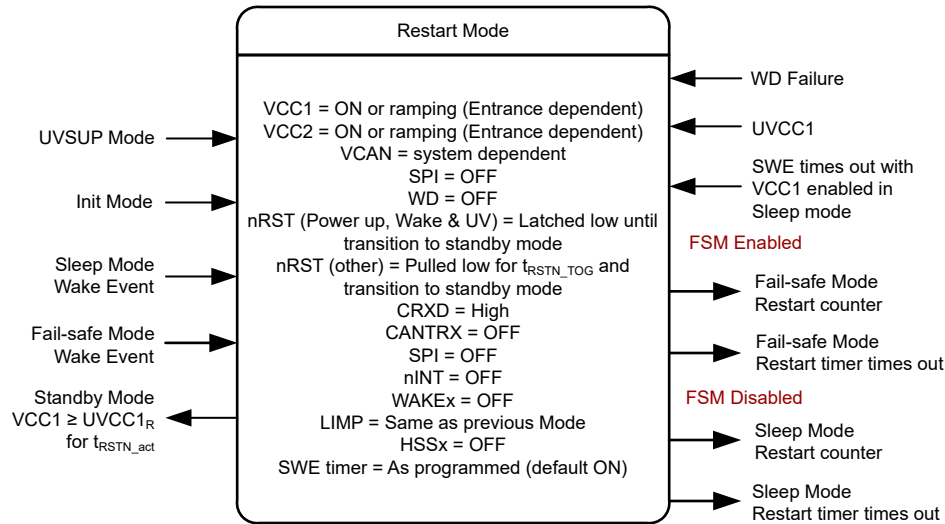 Restart Mode
VCC1 = ON or ramping (Entrance dependent)
VCC2 = ON or ramping (Entrance dependent)
VCAN = system dependent
SPI = OFF
WD = OFF
nRST (Power up, Wake & UV) = Latched low until
transition to standby mode
nRST (other) = Pulled low for tRSTN_TOG and
transition to standby mode
CRXD = High
CANTRX = OFF
SPI = OFF
nINT = OFF
WAKEx = OFF
LIMP = Same as previous Mode
HSSx = OFF
SWE timer = As programmed (default ON)
UVSUP Mode
Init Mode
Sleep Mode
Wake Event
Fail-safe Mode
Wake Event
Standby Mode
VCC1 ≥ UVCC1R
for tRSTN_act
WD Failure
UVCC1
SWE times out with
VCC1 enabled in
Sleep mode
FSM Enabled
Fail-safe Mode
Restart counter
Fail-safe Mode
Restart timer times out
FSM Disabled
Sleep Mode
Restart counter
Sleep Mode
Restart timer times out